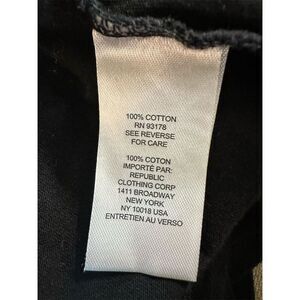 100% COTTON
RN 93178
SEE REVERSE
FOR CARE
100% COTON
IMPORTÉ PAR:
REPUBLIC
CLOTHING CORP
1411 BROADWAY
NEW YORK
NY 10018 USA
ENTRETIEN AU VERSO